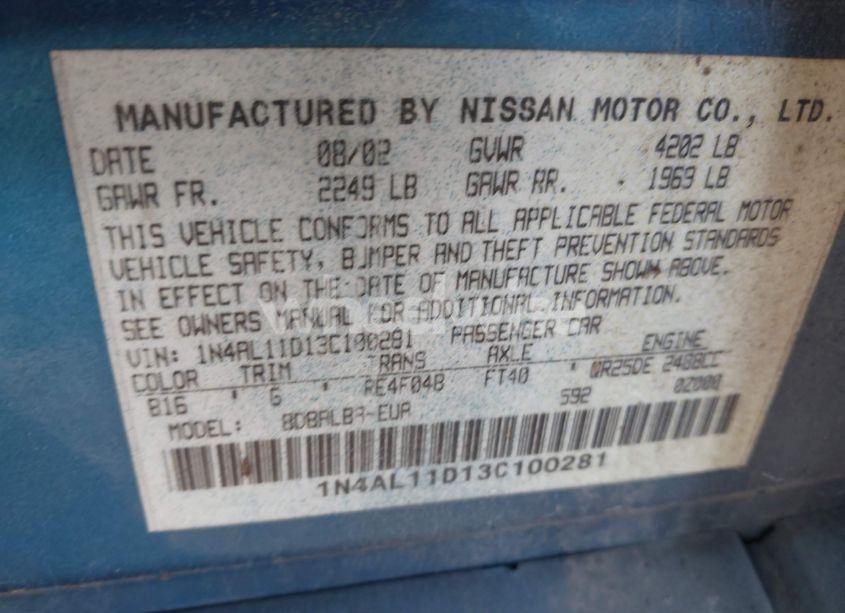 MANUFACTURED BY NISSAN MOTOR CO., LTD.
DATE 08/02 GVWR 4202 LB
GAWR FR. 2249 LB GAWR RR. 1969 LB
THIS VEHICLE CONFORMS TO ALL APPLICABLE FEDERAL MOTOR
VEHICLE SAFETY, BUMPER AND THEFT PREVENTION STANDARDS
IN EFFECT ON THE DATE OF MANUFACTURE SHOWN ABOVE.
SEE OWNERS MANUAL FOR ADDITIONAL INFORMATION.
VIN: 1N4AL11D13C100281 PASSENGER CAR
COLOR TRIM TRANS AXLE ENGINE
B16 ' G ' RE4F04B FT40 ' QR25DE 2488CC
MODEL: 592
1N4AL11D13C100281